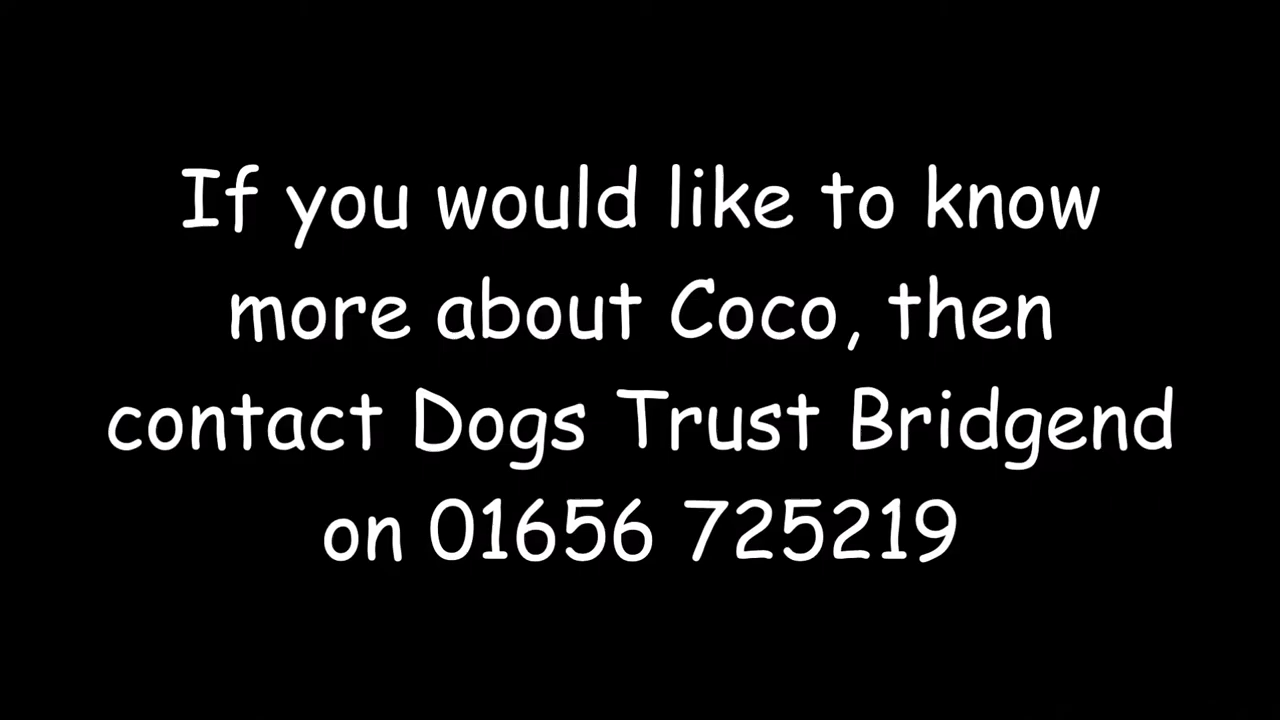 If you would like to know
more about Coco, then
contact Dogs Trust Bridgend
on 01656 725219